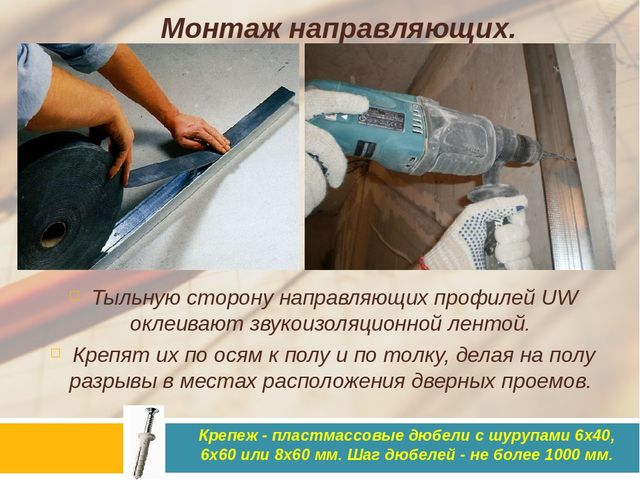 Монтаж направляющих.
Тыльную сторону направляющих профилей UW
оклеивают звукоизоляционной лентой.
Крепят их по осям к полу и по толку, делая на полу
разрывы в местах расположения дверных проемов.
Крепеж - пластмассовые дюбели с шурупами 6х40,
6х60 или 8х60 мм. Шаг дюбелей - не более 1000 мм.